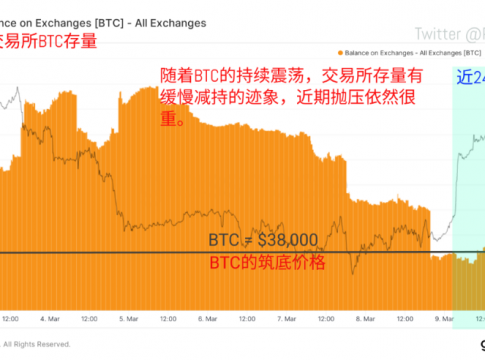 ance on Exchanges [BTC] - All Exchanges
Twitter @
交易所BTC存量
Balance on Exchanges - All Exchanges [BTC]
随着BTC的持续震荡，交易所存量有
缓慢减持的迹象，近期抛压依然很
重。
近24
BTC = $38,000
BTC的筑底价格
12:00 4. Mar 12:00 5. Mar 12:00 6. Mar 12:00 7. Mar 12:00 8. Mar 12:00 9. Mar 12:0
. All Rights Reserved.
9